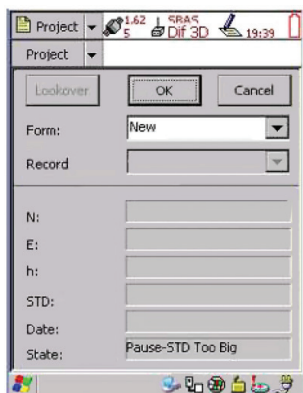 Project 1.62 5 SBAS Dif 3D 19:39
Project
Lookover OK Cancel
Form: New
Record
N:
E:
h:
STD:
Date:
State: Pause-STD Too Big